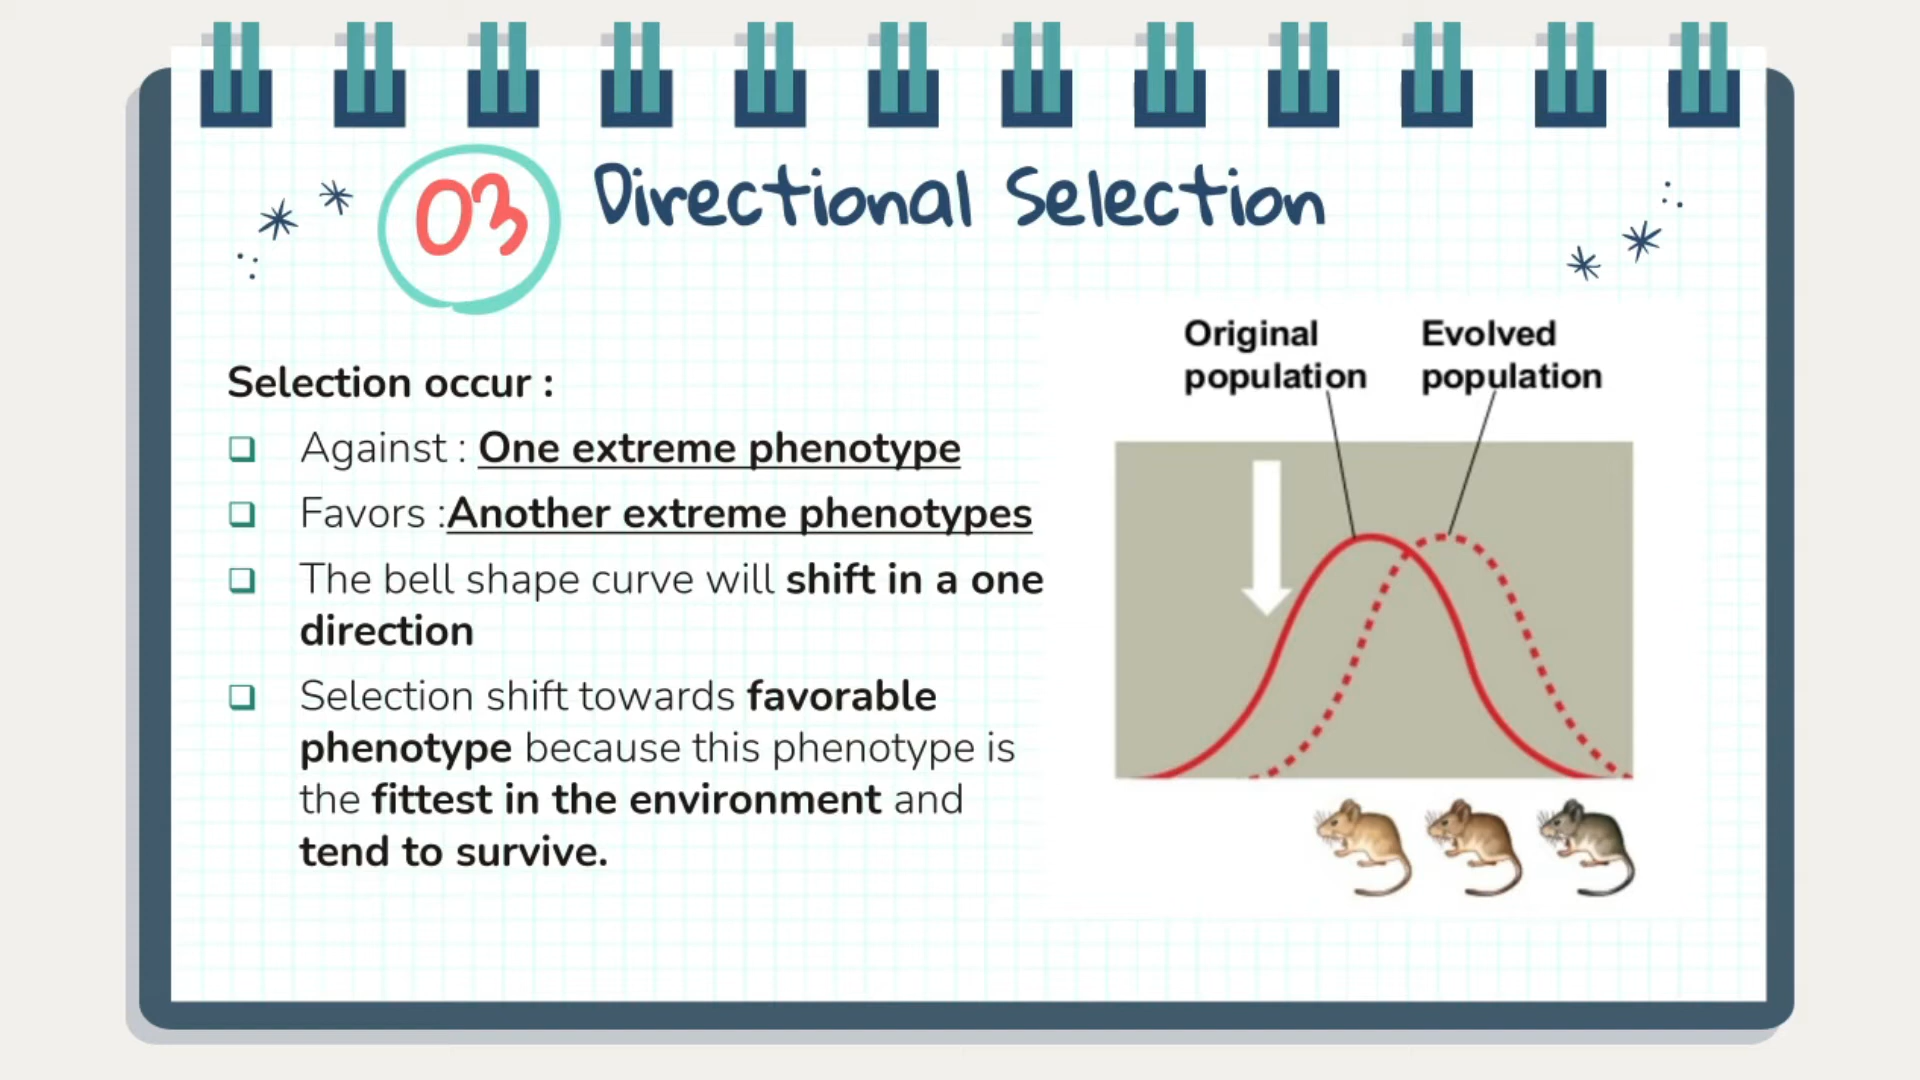 03
Directional Selection
Selection occur :
Against : One extreme phenotype
Favors :Another extreme phenotypes
The bell shape curve will shift in a one
direction
Selection shift towards favorable
phenotype because this phenotype is
the fittest in the environment and
tend to survive.
Original
population
Evolved
population